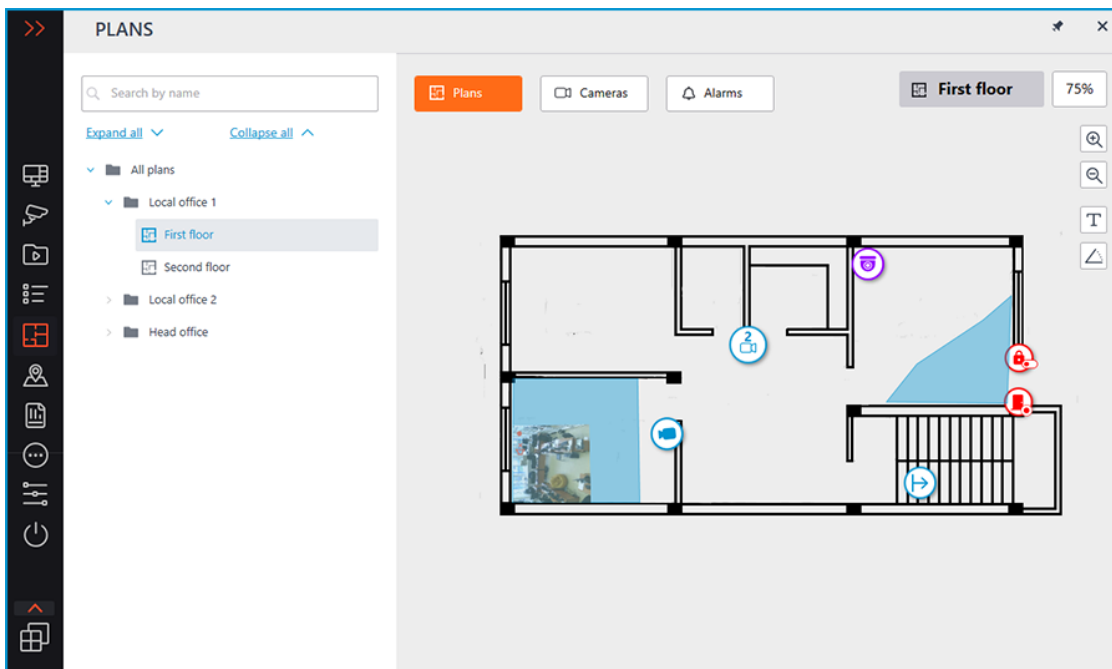 PLANS
Search by name
Expand all
Collapse all
All plans
Local office 1
First floor
Second floor
Local office 2
Head office
Plans
Cameras
Alarms
First floor
75%
T
2